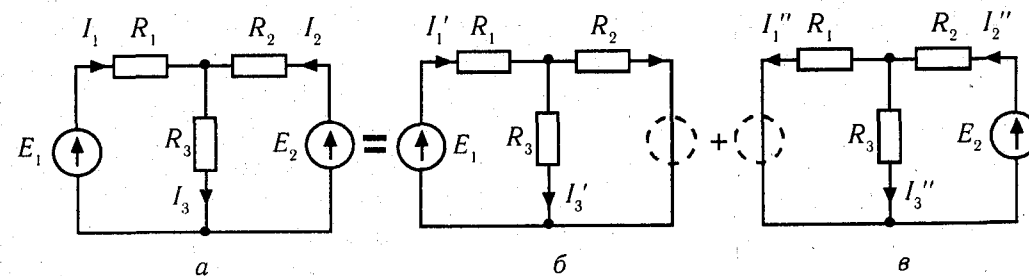 I₁ R₁ R₂ I₂
E₁ R₃ E₂
I₃
а
=
I₁′ R₁ R₂
E₁ R₃
I₃′
б
+
I₁″ R₁ R₂ I₂″
R₃ E₂
I₃″
в